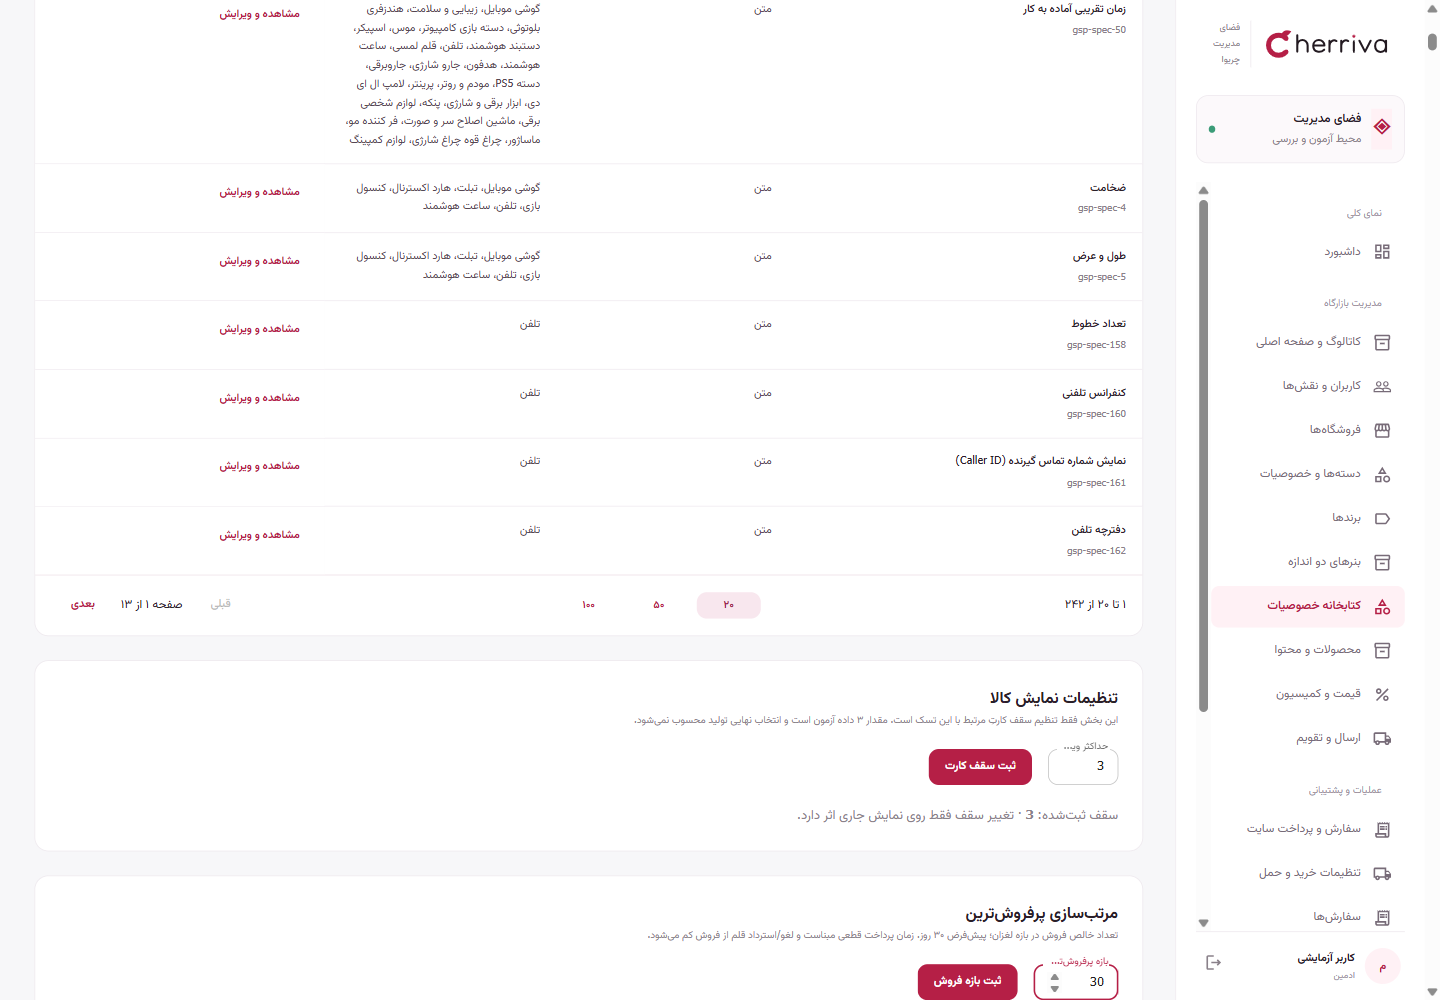 Cherriva
فضای
مدیریت
چریوا
فضای مدیریت
محیط آزمون و بررسی
نمای کلی
داشبورد
مدیریت بازارگاه
کاتالوگ و صفحه اصلی
کاربران و نقش‌ها
فروشگاه‌ها
دسته‌ها و خصوصیات
برندها
بنرهای دو اندازه
کتابخانه خصوصیات
محصولات و محتوا
قیمت و کمیسیون
ارسال و تقویم
عملیات و پشتیبانی
سفارش و پرداخت سایت
تنظیمات خرید و حمل
سفارش‌ها
م
کاربر آزمایشی
ادمین
زمان تقریبی آماده به کار
gsp-spec-50
متن
گوشی موبایل، زیبایی و سلامت، هندزفری
بلوتوثی، دسته بازی کامپیوتر، موس، اسپیکر،
دستبند هوشمند، تلفن، قلم لمسی، ساعت
هوشمند، هدفون، جارو شارژی، جاروبرقی،
دسته PS5، مودم و روتر، پرینتر، لامپ ال ای
دی، ابزار برقی و شارژی، پنکه، لوازم شخصی
برقی، ماشین اصلاح سر و صورت، فر کننده مو،
ماساژور، چراغ قوه چراغ شارژی، لوازم کمپینگ
مشاهده و ویرایش
ضخامت
gsp-spec-4
متن
گوشی موبایل، تبلت، هارد اکسترنال، کنسول
بازی، تلفن، ساعت هوشمند
مشاهده و ویرایش
طول و عرض
gsp-spec-5
متن
گوشی موبایل، تبلت، هارد اکسترنال، کنسول
بازی، تلفن، ساعت هوشمند
مشاهده و ویرایش
تعداد خطوط
gsp-spec-158
متن
تلفن
مشاهده و ویرایش
کنفرانس تلفنی
gsp-spec-160
متن
تلفن
مشاهده و ویرایش
نمایش شماره تماس گیرنده (Caller ID)
gsp-spec-161
متن
تلفن
مشاهده و ویرایش
دفترچه تلفن
gsp-spec-162
متن
تلفن
مشاهده و ویرایش
۱ تا ۲۰ از ۲۴۲
۲۰
۵۰
۱۰۰
قبلی
صفحه ۱ از ۱۳
بعدی
تنظیمات نمایش کالا
این بخش فقط تنظیم سقف کارت مرتبط با این تسک است. مقدار ۳ داده آزمون است و انتخاب نهایی تولید محسوب نمی‌شود.
حداکثر ویـ...
3
ثبت سقف کارت
سقف ثبت‌شده: 3 · تغییر سقف فقط روی نمایش جاری اثر دارد.
مرتب‌سازی پرفروش‌ترین
تعداد خالص فروش در بازه لغزان؛ پیش‌فرض ۳۰ روز. زمان پرداخت قطعی مبناست و لغو/استرداد قلم از فروش کم می‌شود.
بازه پرفروش‌تـ...
30
ثبت بازه فروش